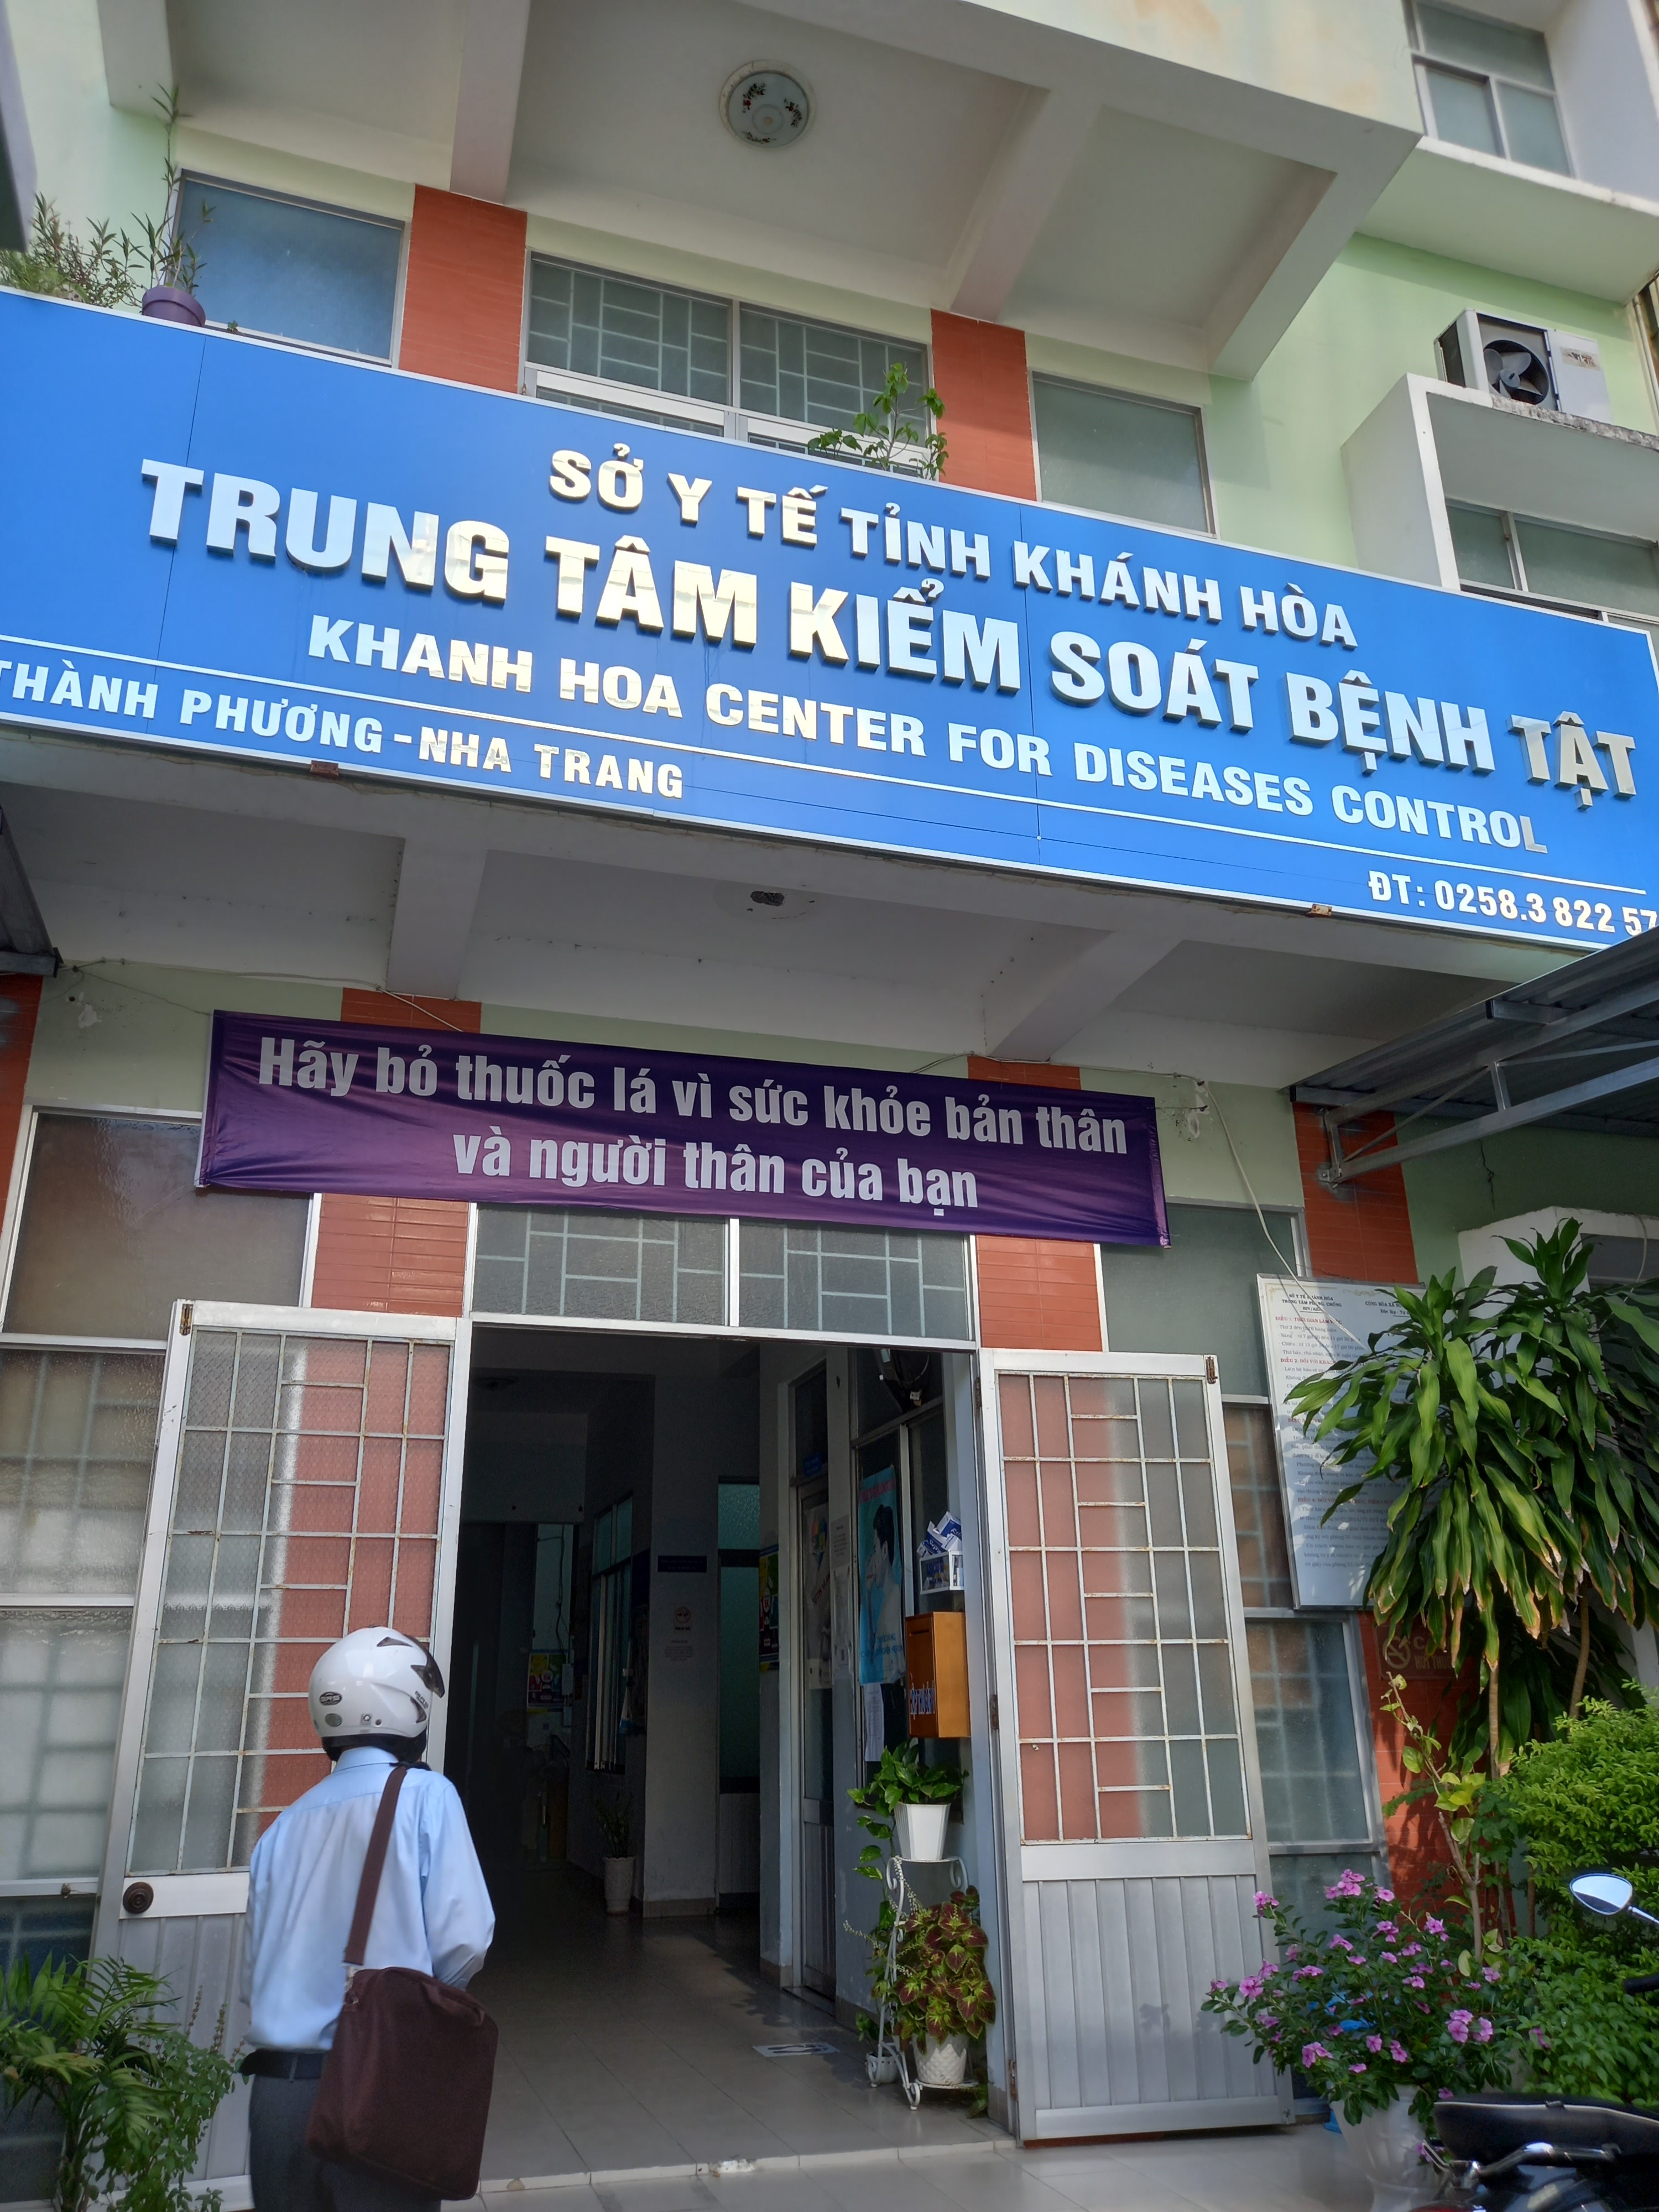 SỞ Y TẾ TỈNH KHÁNH HÒA
TRUNG TÂM KIỂM SOÁT BỆNH TẬT
KHANH HOA CENTER FOR DISEASES CONTROL
THÀNH PHƯƠNG - NHA TRANG
ĐT: 0258.3 822 57
Hãy bỏ thuốc lá vì sức khỏe bản thân
và người thân của bạn